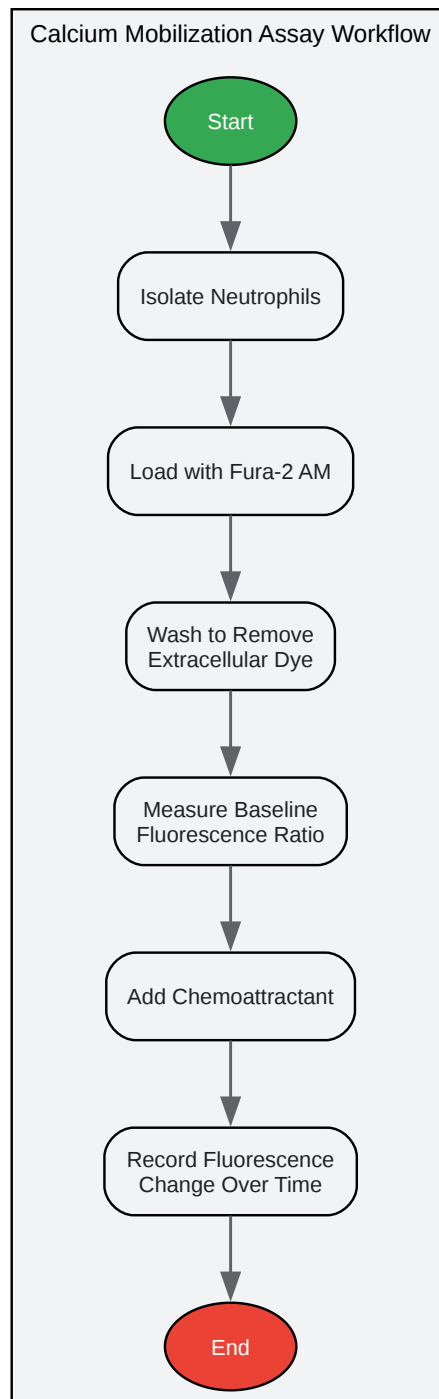 Calcium Mobilization Assay Workflow
Start
Isolate Neutrophils
Load with Fura-2 AM
Wash to Remove
Extracellular Dye
Measure Baseline
Fluorescence Ratio
Add Chemoattractant
Record Fluorescence
Change Over Time
End